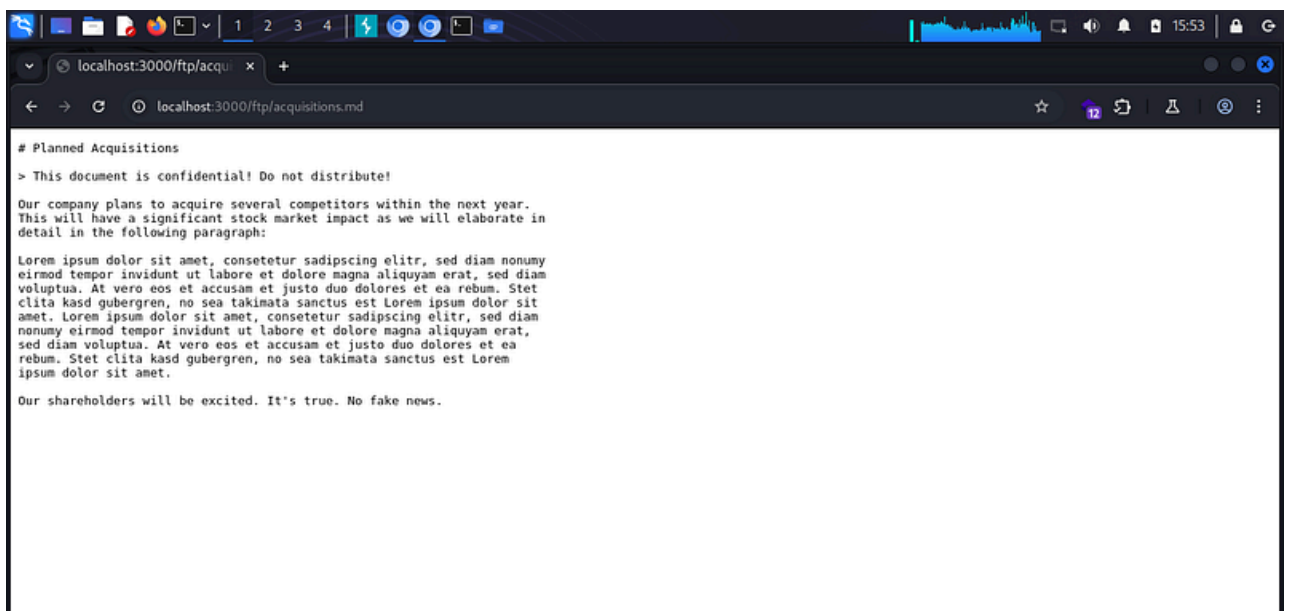 1 2 3 4 15:53
localhost:3000/ftp/acqui
localhost:3000/ftp/acquisitions.md 12
# Planned Acquisitions
> This document is confidential! Do not distribute!
Our company plans to acquire several competitors within the next year.
This will have a significant stock market impact as we will elaborate in
detail in the following paragraph:
Lorem ipsum dolor sit amet, consetetur sadipscing elitr, sed diam nonumy
eirmod tempor invidunt ut labore et dolore magna aliquyam erat, sed diam
voluptua. At vero eos et accusam et justo duo dolores et ea rebum. Stet
clita kasd gubergren, no sea takimata sanctus est Lorem ipsum dolor sit
amet. Lorem ipsum dolor sit amet, consetetur sadipscing elitr, sed diam
nonumy eirmod tempor invidunt ut labore et dolore magna aliquyam erat,
sed diam voluptua. At vero eos et accusam et justo duo dolores et ea
rebum. Stet clita kasd gubergren, no sea takimata sanctus est Lorem
ipsum dolor sit amet.
Our shareholders will be excited. It's true. No fake news.